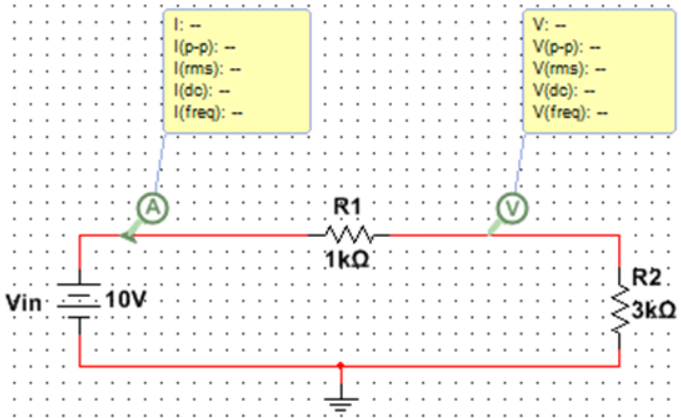 I: --
I(p-p): --
I(rms): --
I(dc): --
I(freq): --
V: --
V(p-p): --
V(rms): --
V(dc): --
V(freq): --
A
V
R1
1kΩ
Vin
10V
R2
3kΩ